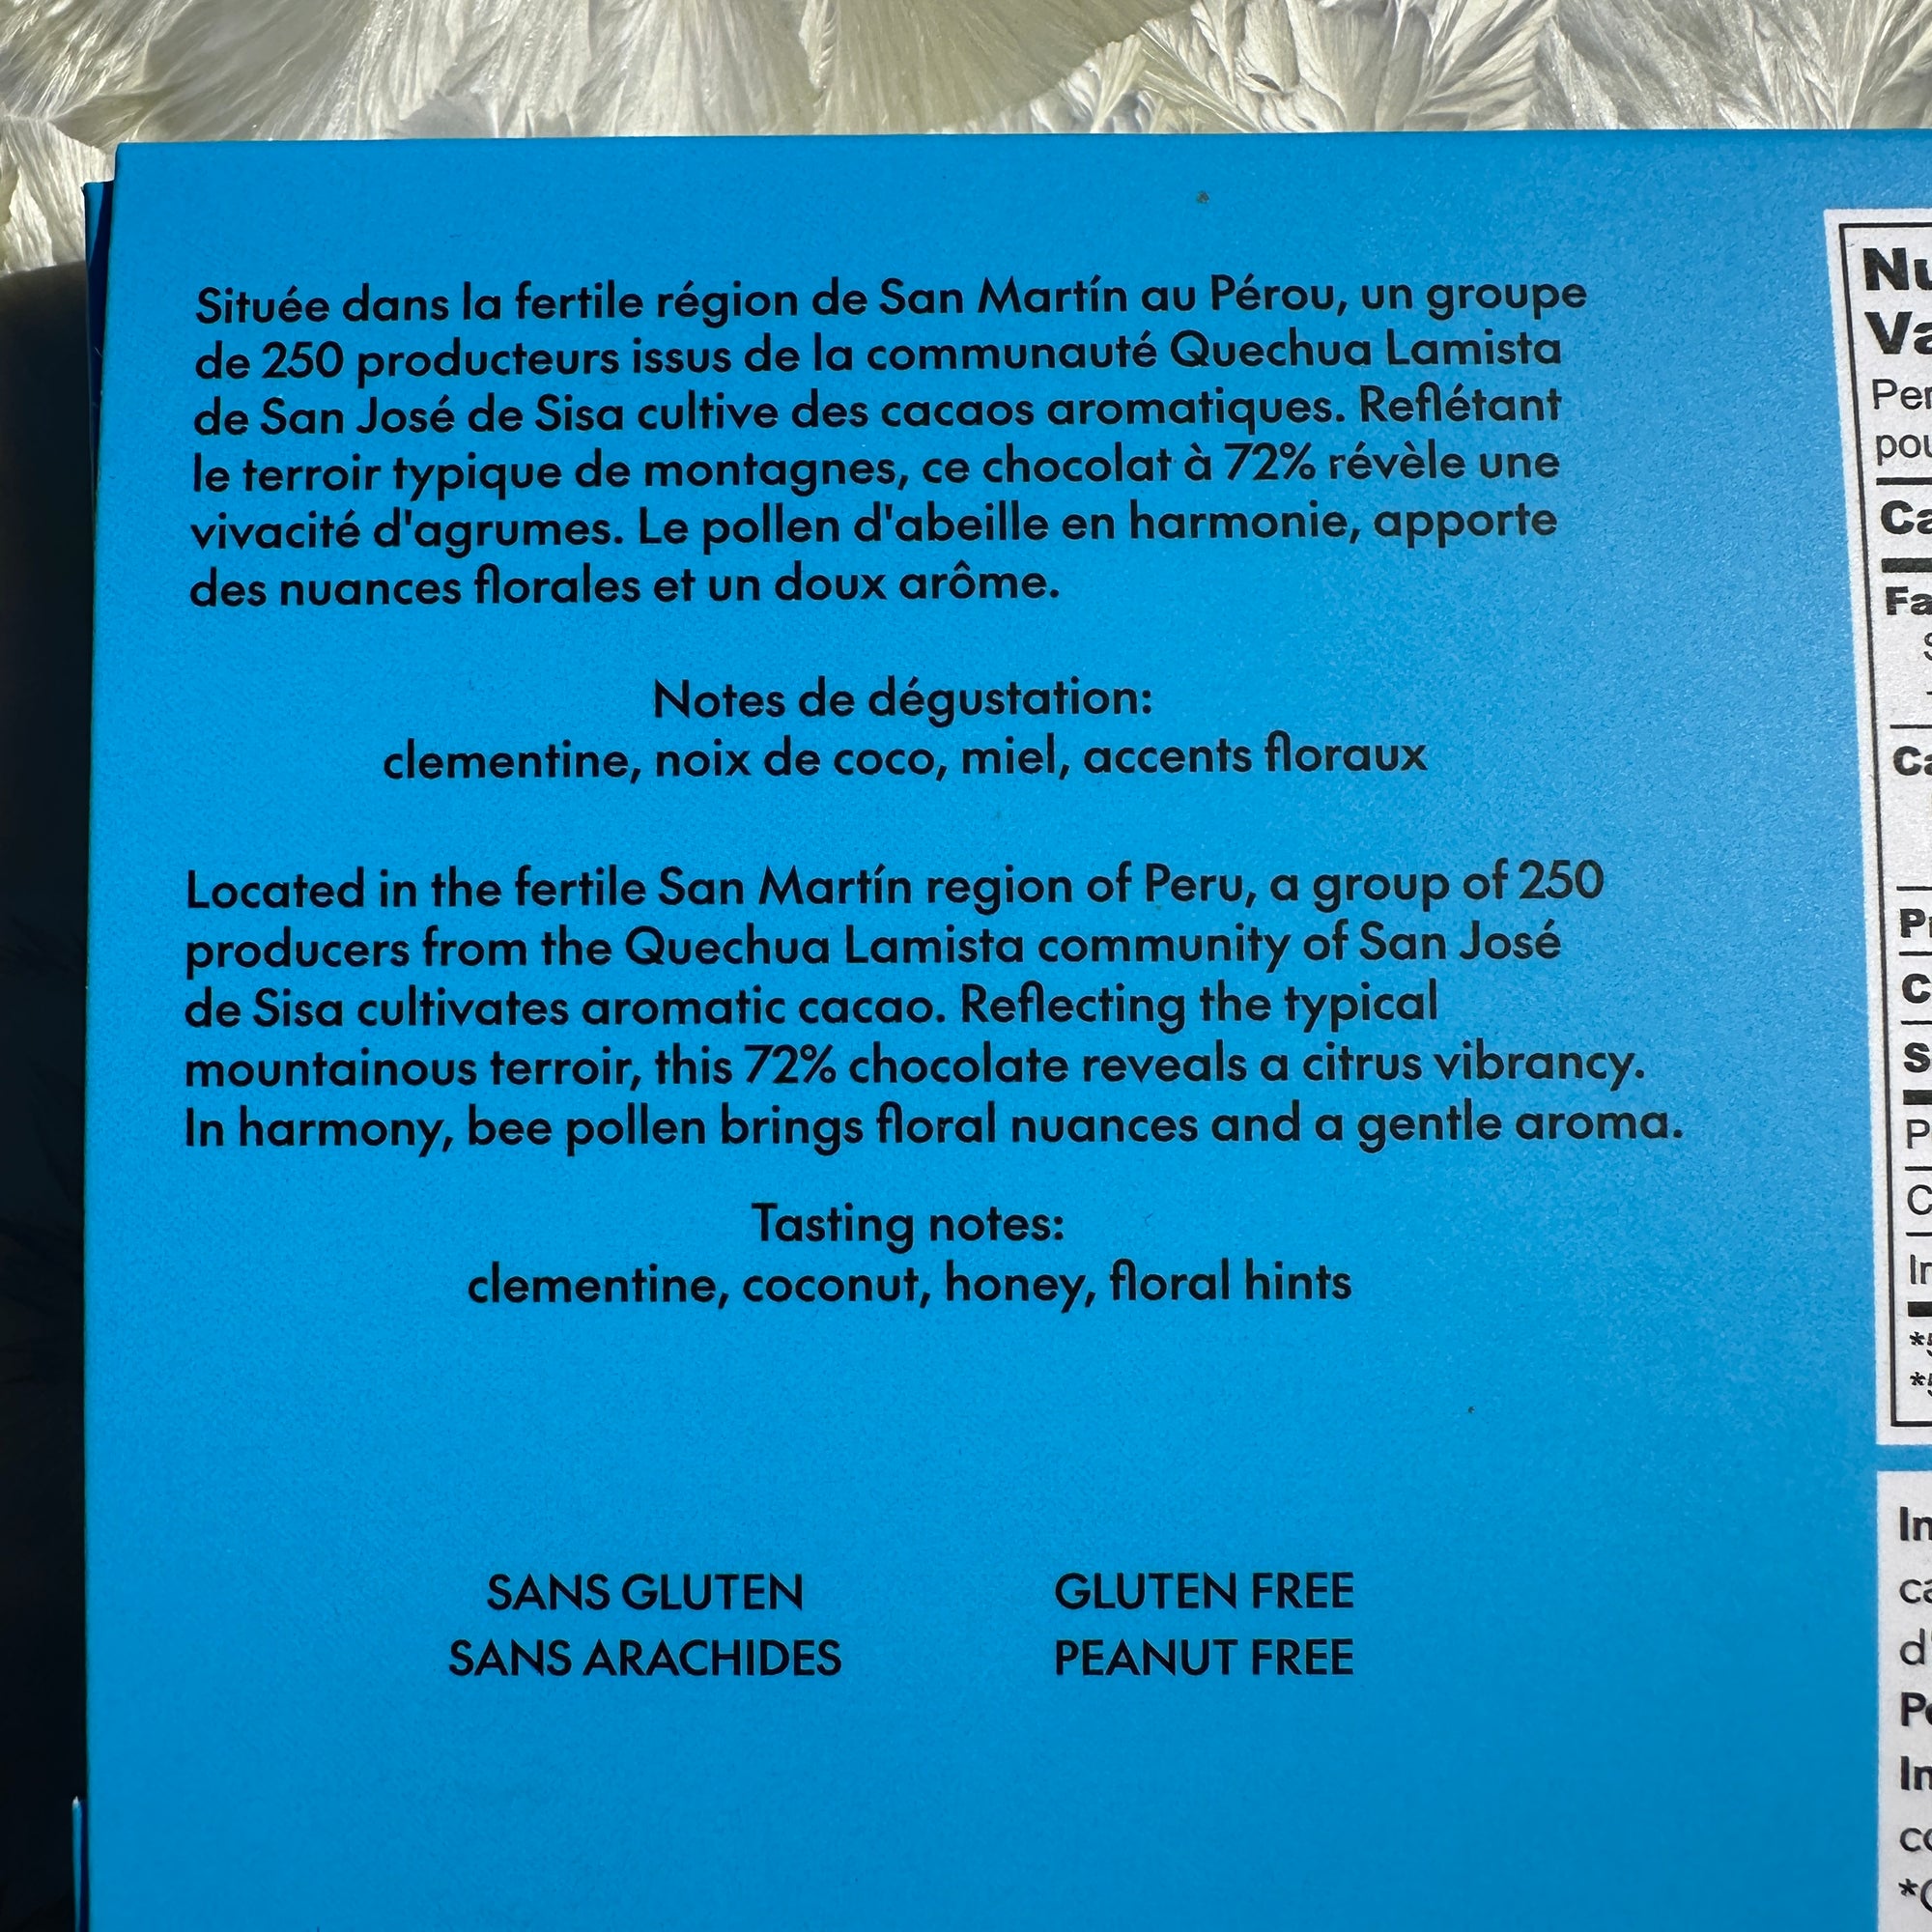 Située dans la fertile région de San Martín au Pérou, un groupe
de 250 producteurs issus de la communauté Quechua Lamista
de San José de Sisa cultive des cacaos aromatiques. Reflétant
le terroir typique de montagnes, ce chocolat à 72% révèle une
vivacité d'agrumes. Le pollen d'abeille en harmonie, apporte
des nuances florales et un doux arôme.
Notes de dégustation:
clementine, noix de coco, miel, accents floraux
Located in the fertile San Martín region of Peru, a group of 250
producers from the Quechua Lamista community of San José
de Sisa cultivates aromatic cacao. Reflecting the typical
mountainous terroir, this 72% chocolate reveals a citrus vibrancy.
In harmony, bee pollen brings floral nuances and a gentle aroma.
Tasting notes:
clementine, coconut, honey, floral hints
SANS GLUTEN
SANS ARACHIDES
GLUTEN FREE
PEANUT FREE